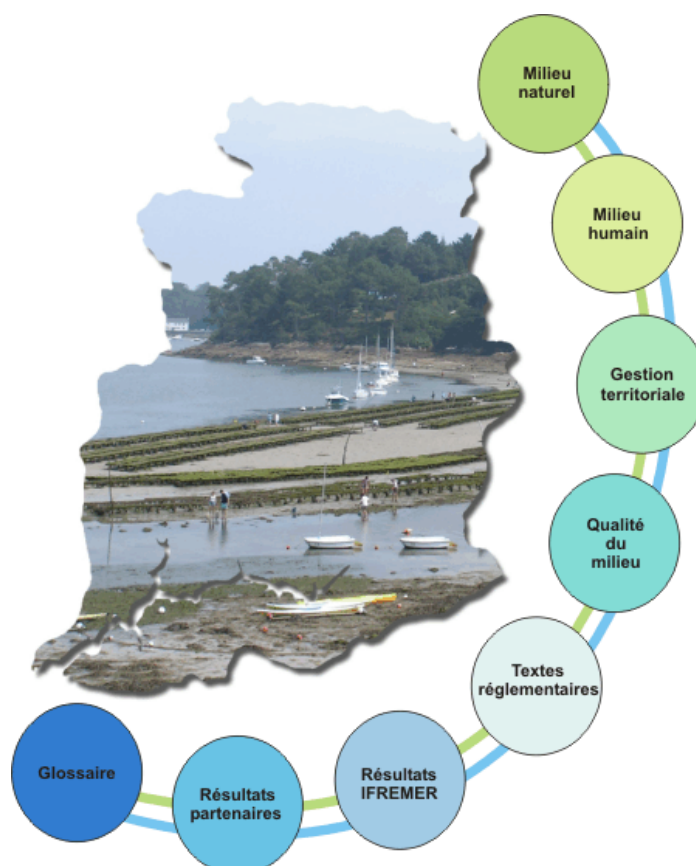 Milieu
naturel
Milieu
humain
Gestion
territoriale
Qualité
du
milieu
Textes
réglementaires
Résultats
IFREMER
Résultats
partenaires
Glossaire